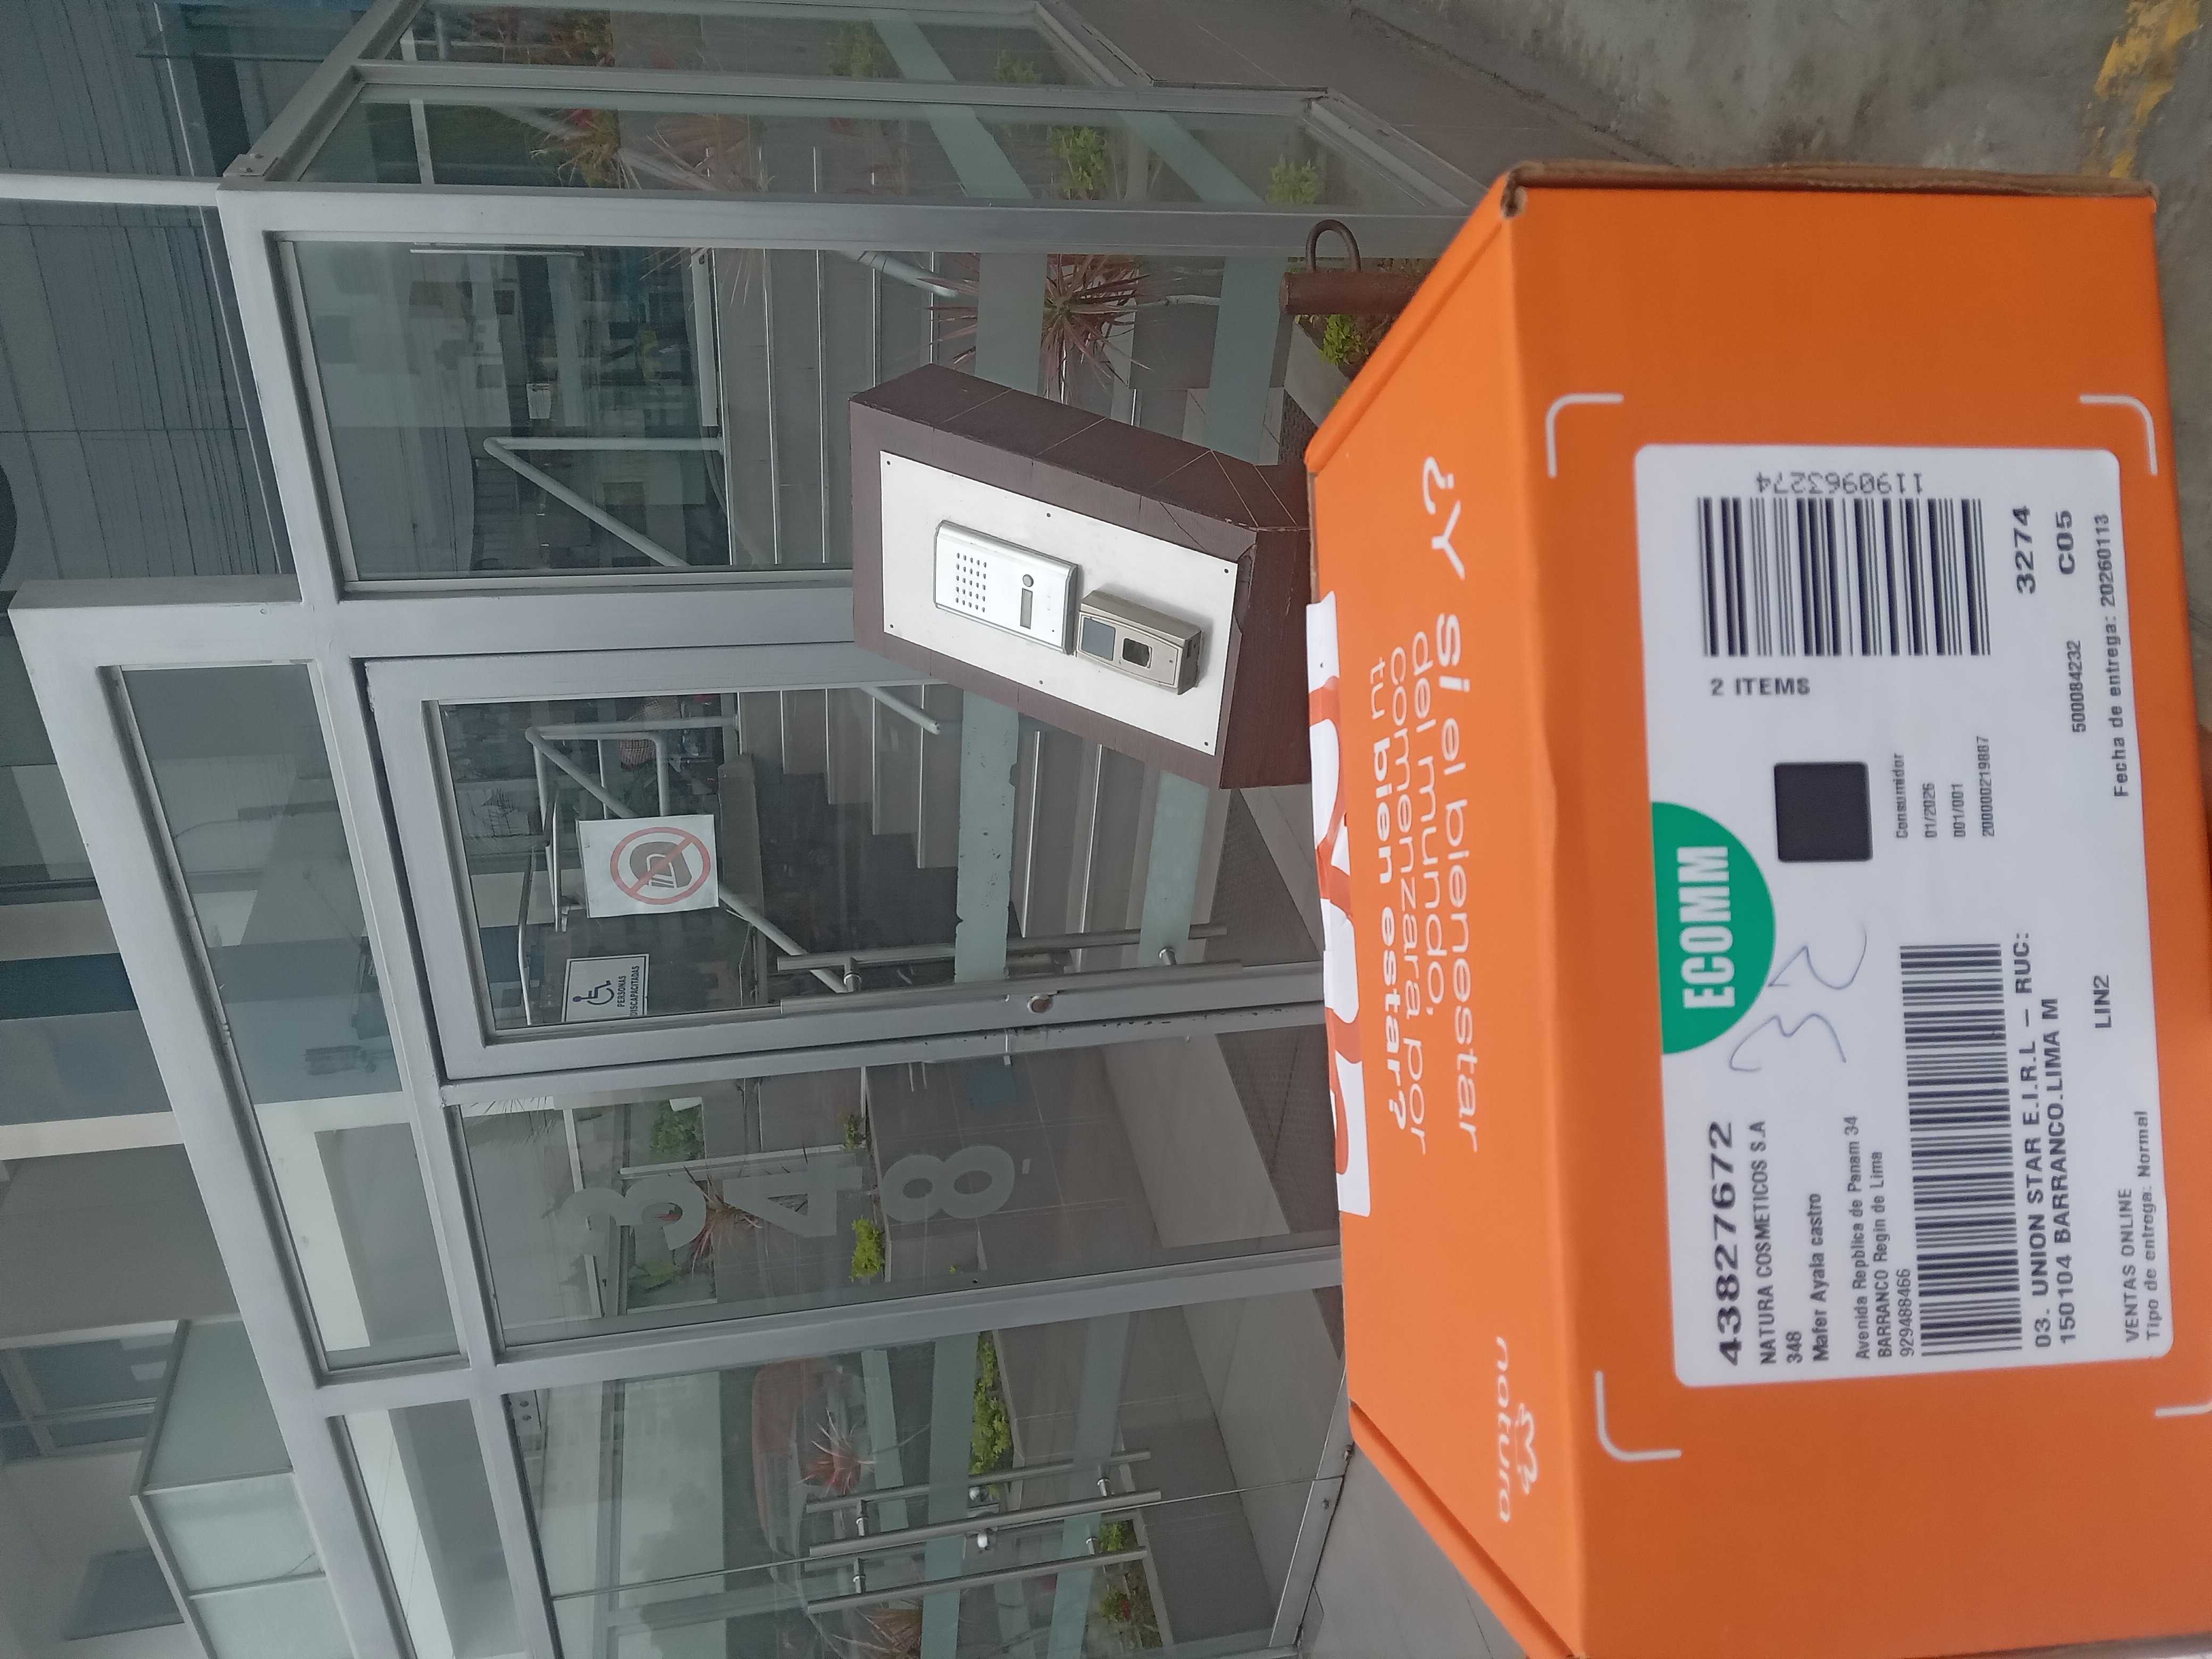 PERSONAS
DISCAPACITADAS
348
¿Y si el bienestar
del mundo,
comenzara por
tu bien estar?
natura
ECOMM
43827672
NATURA COSMETICOS S.A
348
Mafer Ayala castro
Avenida Repblica de Panam 34
BARRANCO Regin de Lima
929488466
32
2 ITEMS
1190963274
Consumidor
01/2026
001/001
200000219887
3274
C05
500084232
Fecha de entrega: 20260113
03. UNION STAR E.I.R.L – RUC:
150104 BARRANCO.LIMA M
LIN2
VENTAS ONLINE
Tipo de entrega: Normal